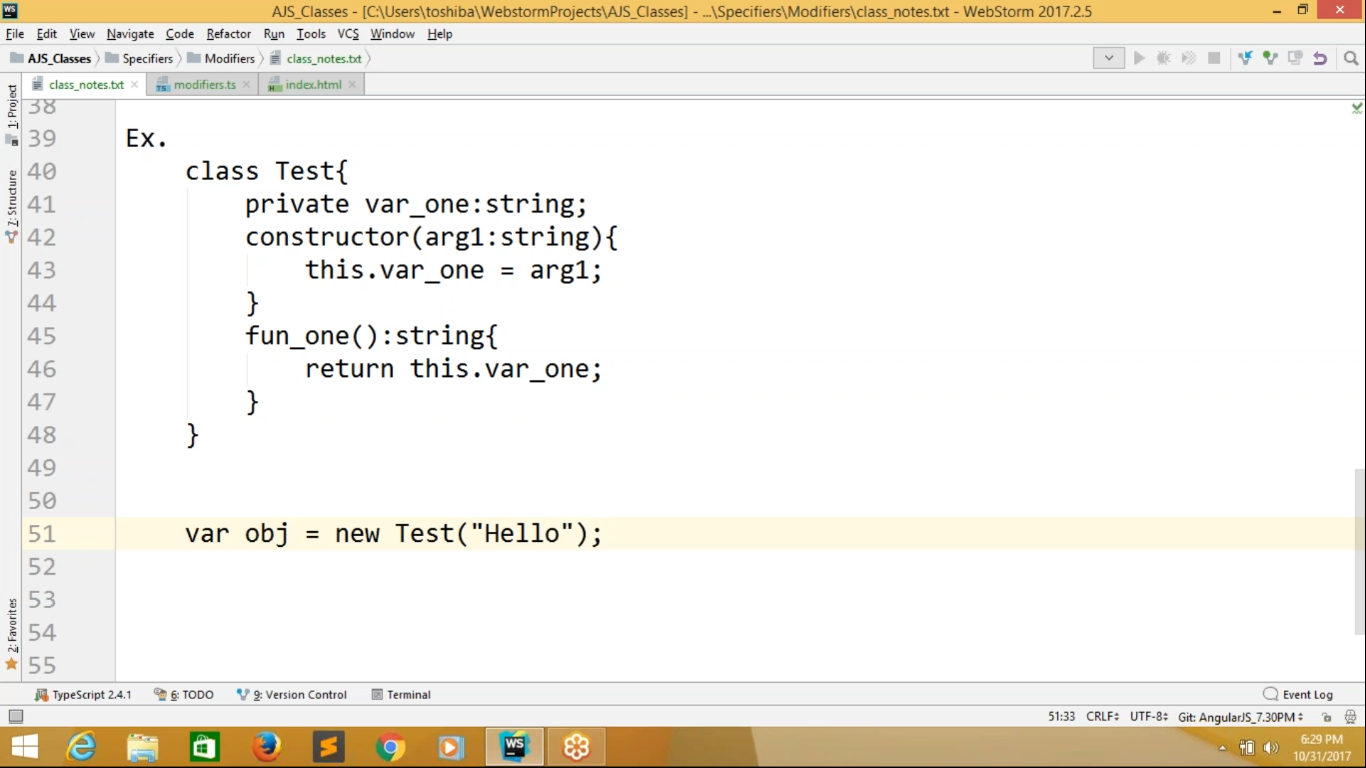 AJS_Classes - [C:\Users\toshiba\WebstormProjects\AJS_Classes] - ...\Specifiers\Modifiers\class_notes.txt - WebStorm 2017.2.5
File Edit View Navigate Code Refactor Run Tools VCS Window Help
AJS_Classes Specifiers Modifiers class_notes.txt
class_notes.txt modifiers.ts index.html
1: Project
7: Structure
2: Favorites
38
39 Ex.
40 class Test{
41 private var_one:string;
42 constructor(arg1:string){
43 this.var_one = arg1;
44 }
45 fun_one():string{
46 return this.var_one;
47 }
48 }
49
50
51 var obj = new Test("Hello");
52
53
54
55
TypeScript 2.4.1 6: TODO 9: Version Control Terminal Event Log
51:33 CRLF÷ UTF-8÷ Git: AngularJS_7.30PM÷
WS
6:29 PM
10/31/2017